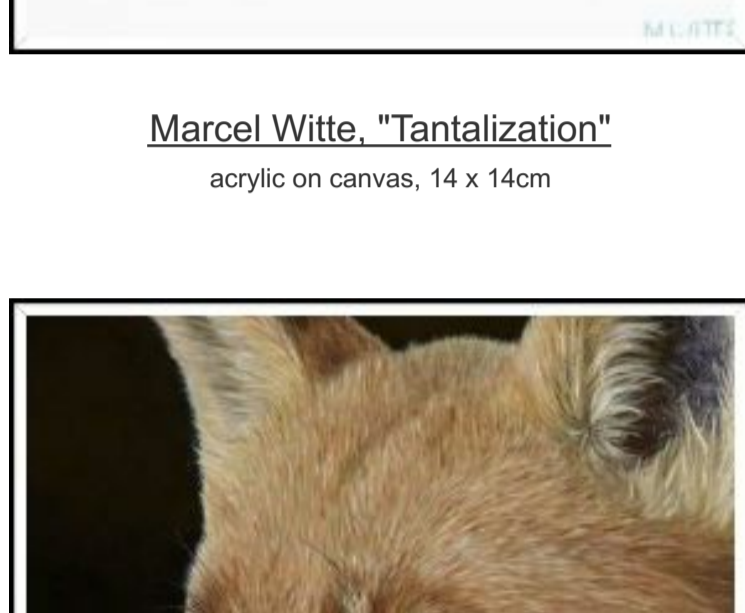 Marcel Witte, "Tantalization"
acrylic on canvas, 14 x 14cm